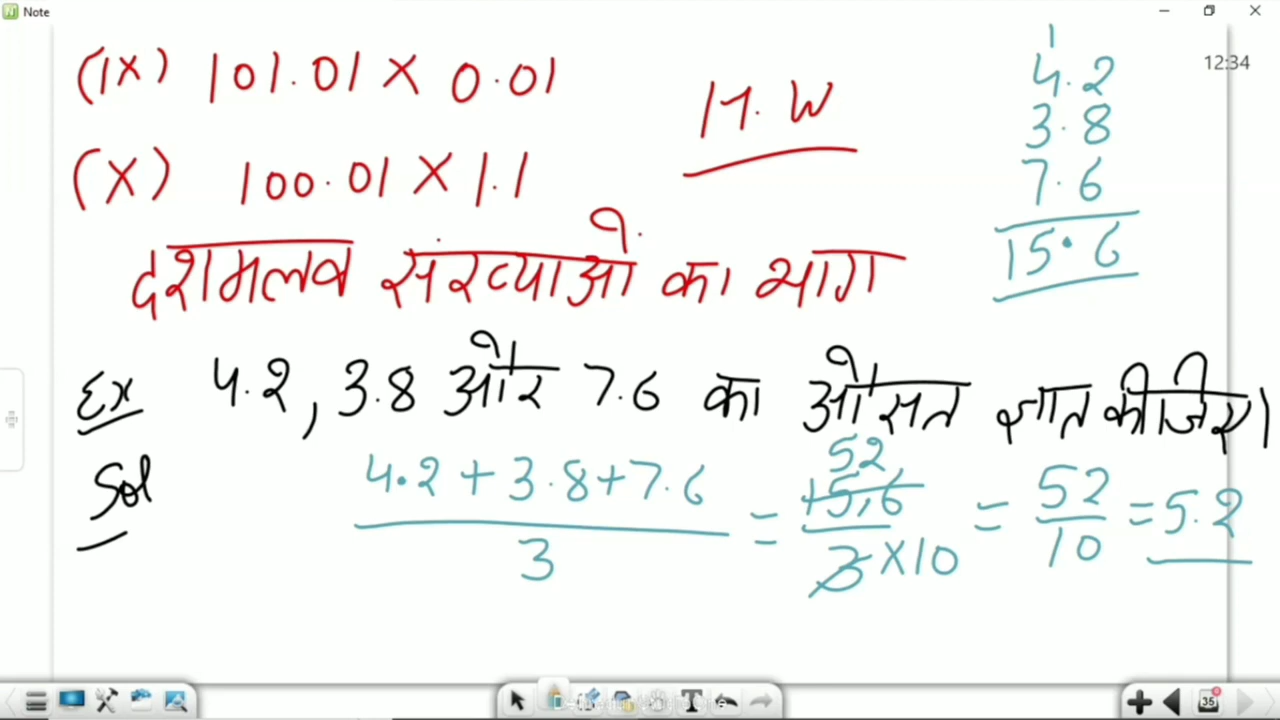 Note
12:34
(IX) 101.01 × 0.01
H.W
(X) 100.01 × 1.1
1
4.2
3.8
7.6
15.6
दशमलव संख्याओं का भाग
Ex 4.2, 3.8 और 7.6 का औसत ज्ञात कीजिए।
Sol 4.2+3.8+7.6 / 3 = 52 15.6 / 3×10 = 52/10 = 5.2
35